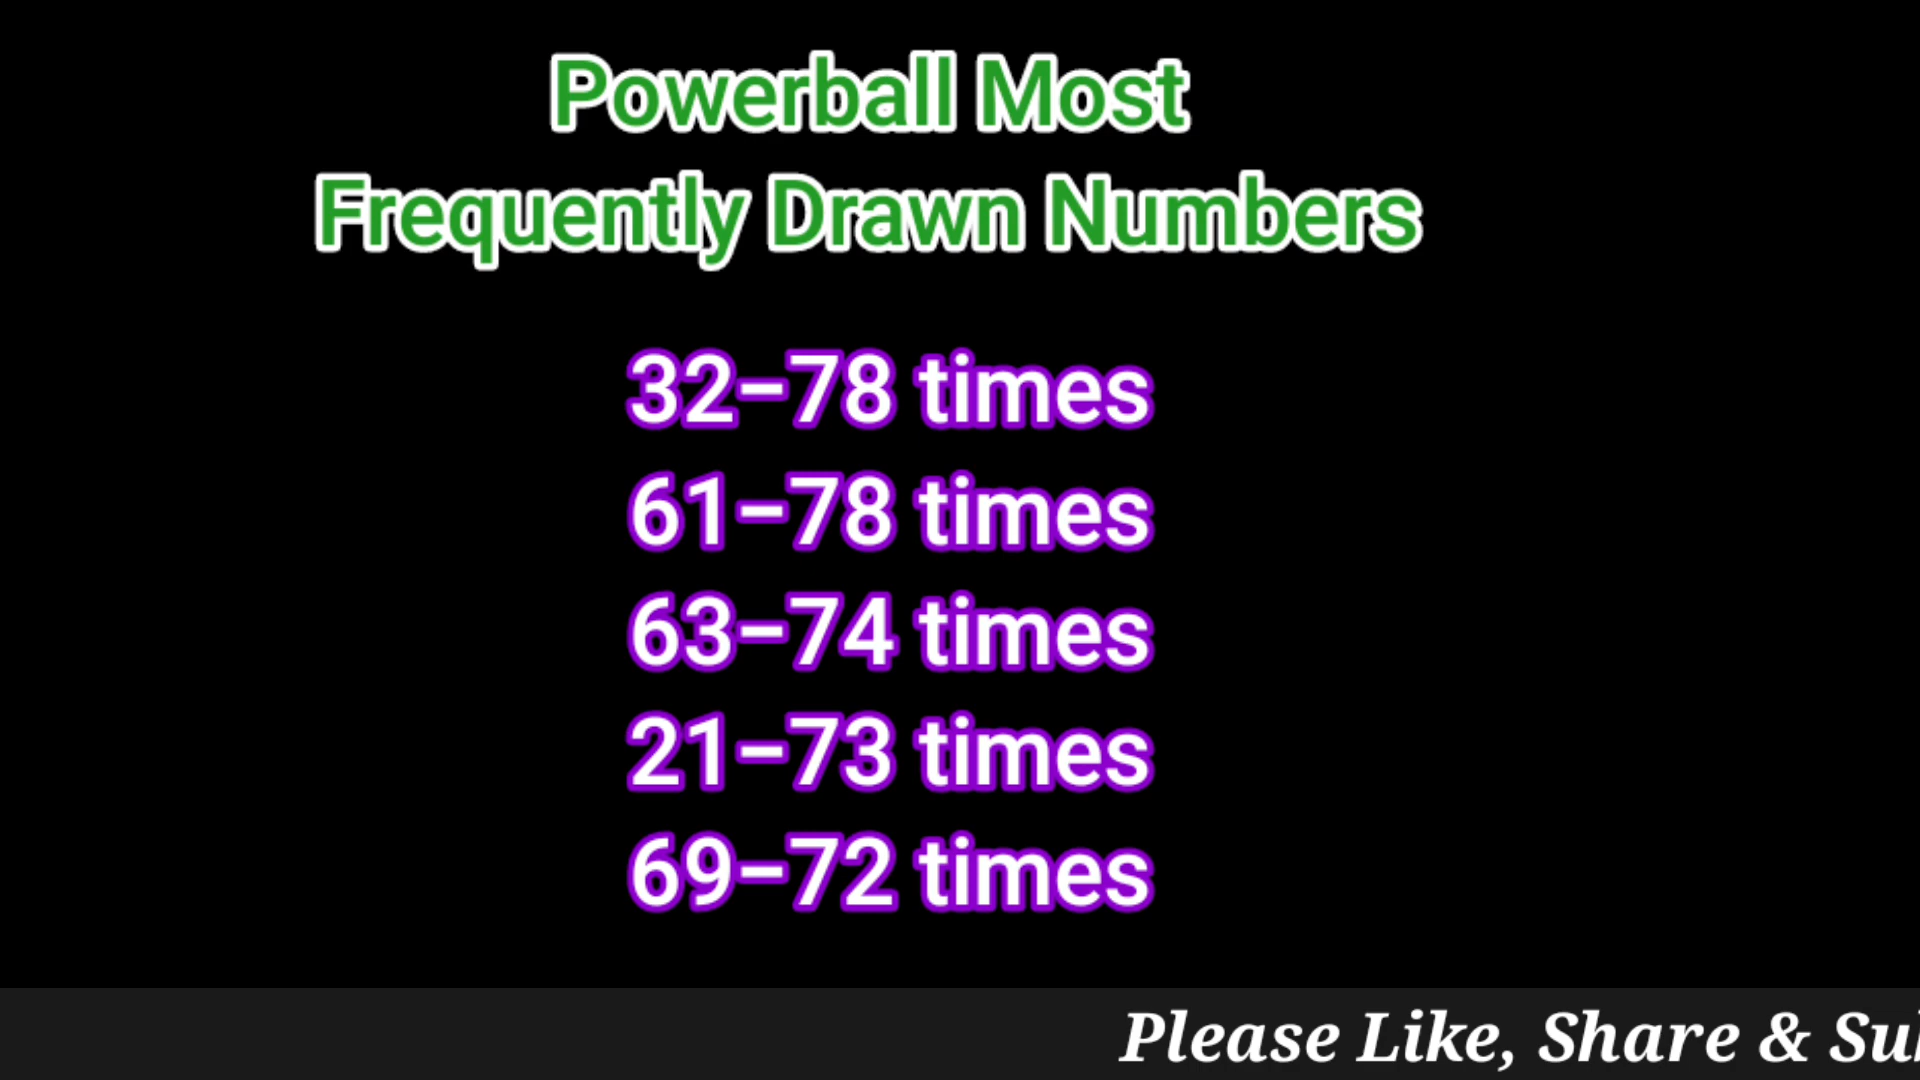 Powerball Most
Frequently Drawn Numbers
32–78 times
61–78 times
63–74 times
21–73 times
69–72 times
Please Like, Share &